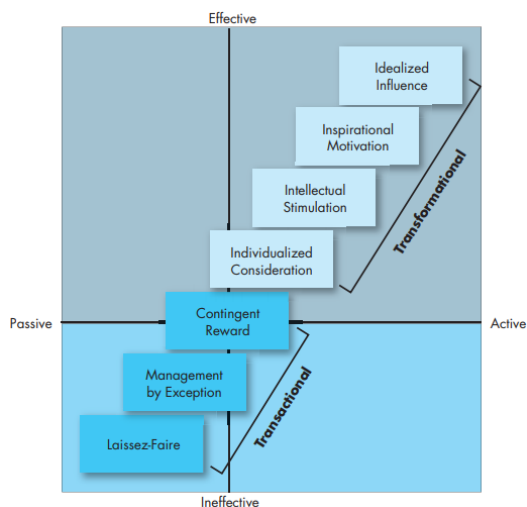 Effective
Idealized
Influence
Inspirational
Motivation
Intellectual
Stimulation
Transformational
Individualized
Consideration
Contingent
Reward
Passive
Active
Management
by Exception
Transactional
Laissez-Faire
Ineffective